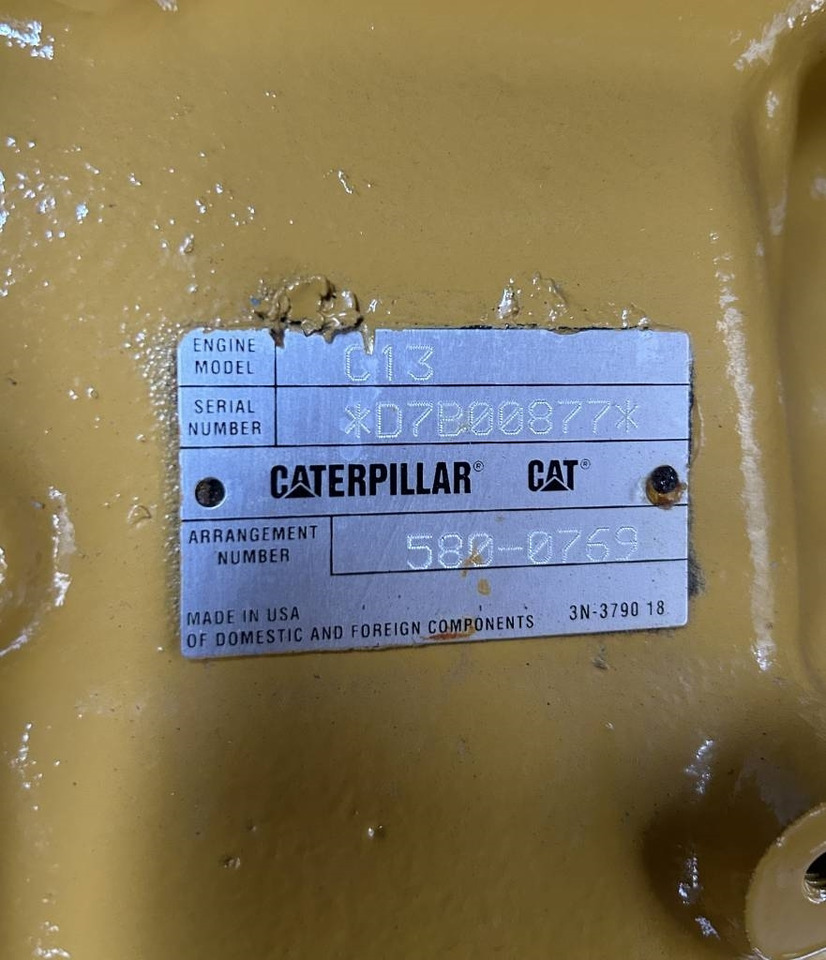 ENGINE MODEL C13
SERIAL NUMBER *D7B00877*
CATERPILLAR® CAT®
ARRANGEMENT NUMBER 580-0769
MADE IN USA
OF DOMESTIC AND FOREIGN COMPONENTS 3N-3790 18